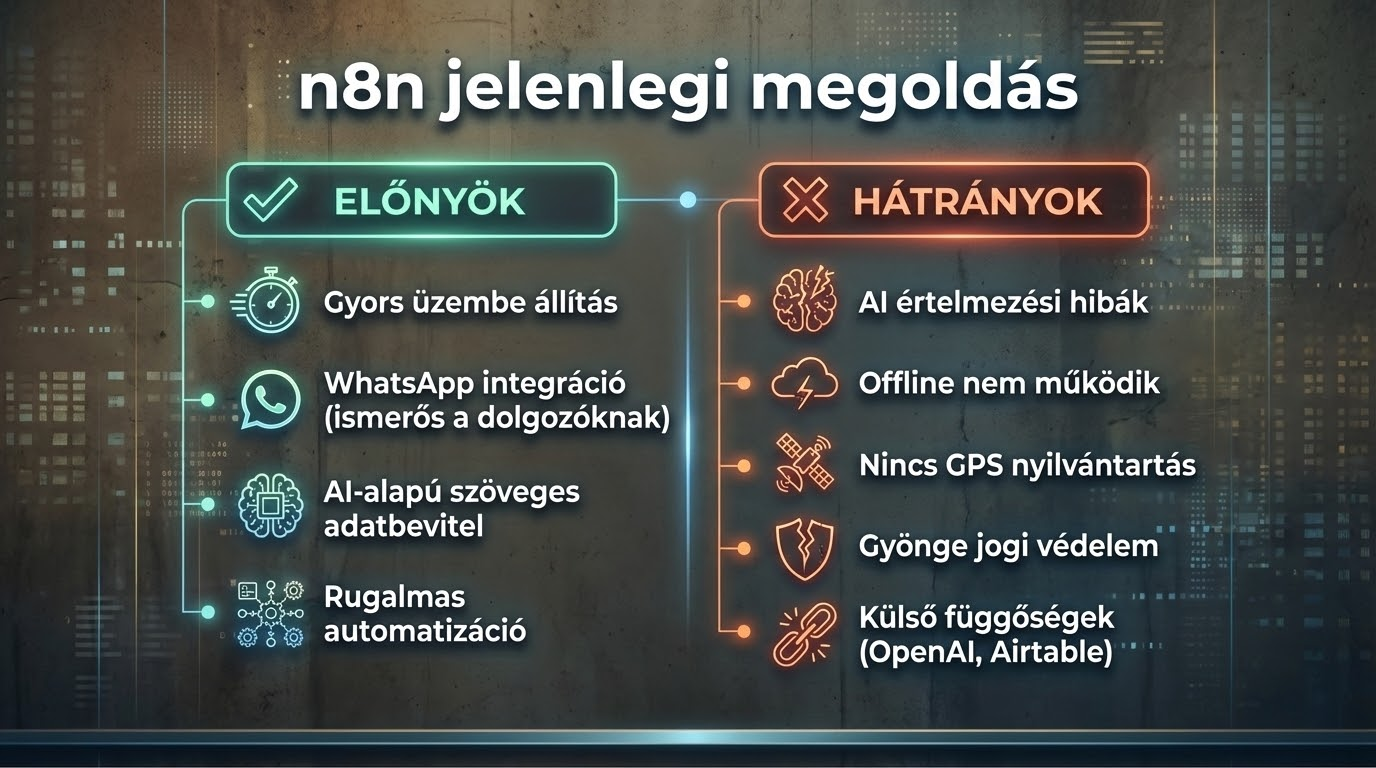 n8n jelenlegi megoldás
ELŐNYÖK
Gyors üzembe állítás
WhatsApp integráció
(ismerős a dolgozóknak)
AI-alapú szöveges
adatbevitel
Rugalmas
automatizáció
HÁTRÁNYOK
AI értelmezési hibák
Offline nem működik
Nincs GPS nyilvántartás
Gyönge jogi védelem
Külső függőségek
(OpenAI, Airtable)